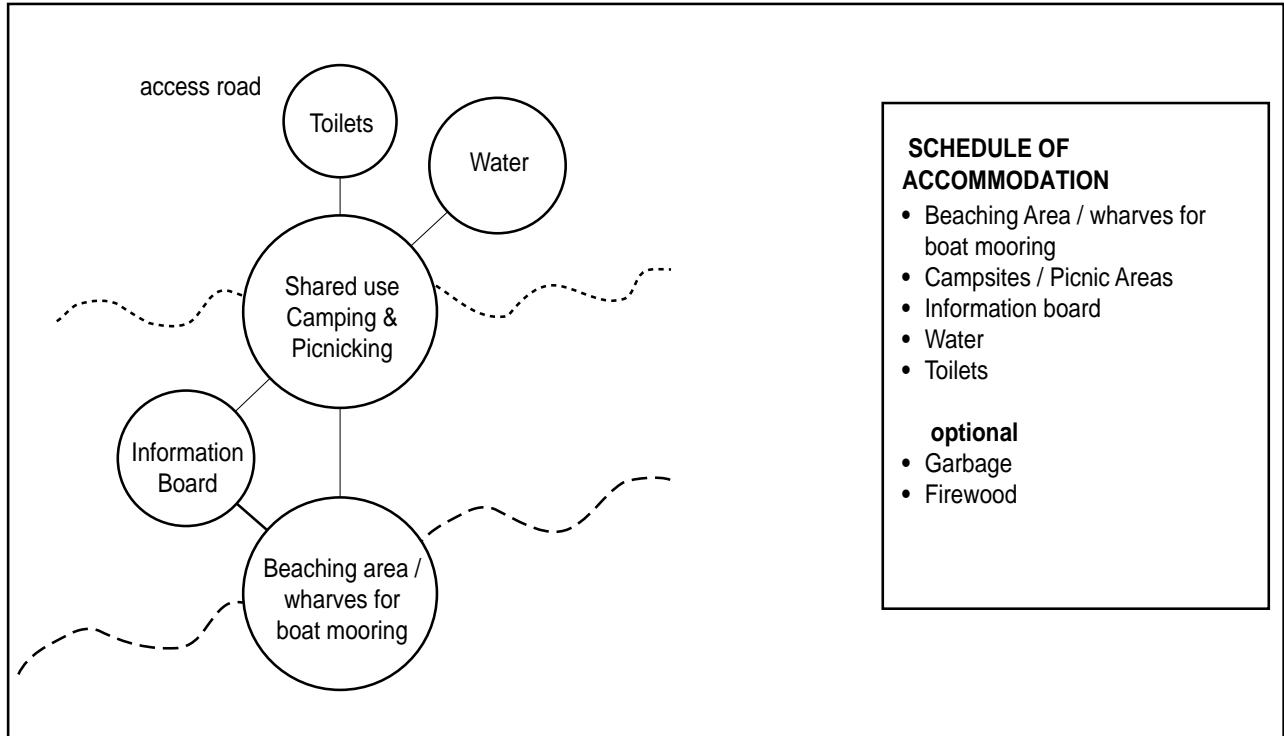 access road
Toilets
Water
Shared use
Camping &
Picnicking
Information
Board
Beaching area /
wharves for
boat mooring
SCHEDULE OF
ACCOMMODATION
• Beaching Area / wharves for
boat mooring
• Campsites / Picnic Areas
• Information board
• Water
• Toilets
optional
• Garbage
• Firewood